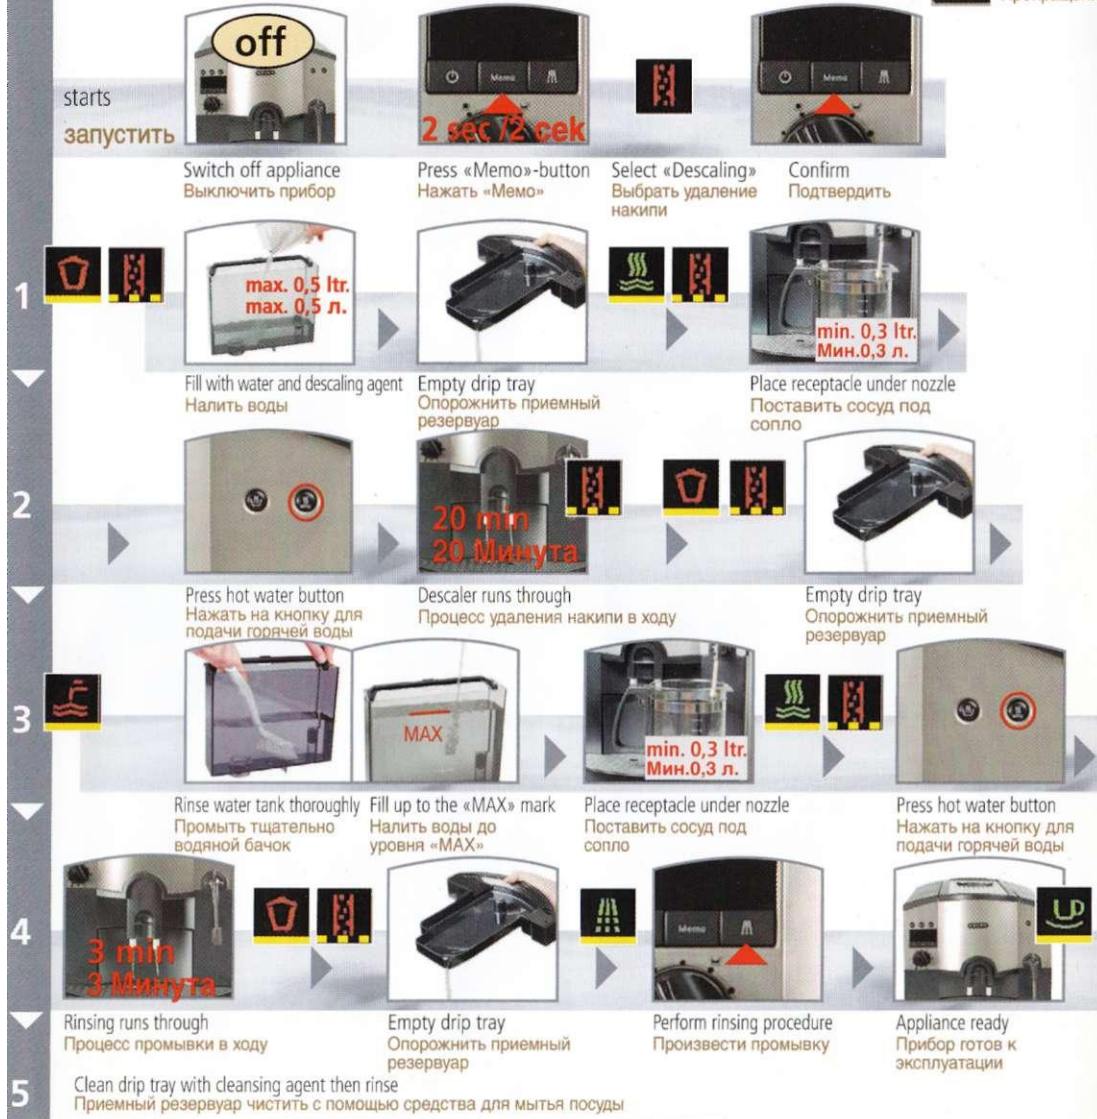 off
starts
запустить
Memo
2 sec /2 сек
Memo
Switch off appliance
Выключить прибор
Press «Memo»-button
Нажать «Мемо»
Select «Descaling»
Выбрать удаление
накипи
Confirm
Подтвердить
1
max. 0,5 ltr.
max. 0,5 л.
min. 0,3 ltr.
Мин.0,3 л.
Fill with water and descaling agent
Налить воды
Empty drip tray
Опорожнить приемный
резервуар
Place receptacle under nozzle
Поставить сосуд под
сопло
2
20 min
20 Минута
Press hot water button
Нажать на кнопку для
подачи горячей воды
Descaler runs through
Процесс удаления накипи в ходу
Empty drip tray
Опорожнить приемный
резервуар
3
MAX
min. 0,3 ltr.
Мин.0,3 л.
Rinse water tank thoroughly
Промыть тщательно
водяной бачок
Fill up to the «MAX» mark
Налить воды до
уровня «MAX»
Place receptacle under nozzle
Поставить сосуд под
сопло
Press hot water button
Нажать на кнопку для
подачи горячей воды
4
3 min
3 Минута
Memo
Rinsing runs through
Процесс промывки в ходу
Empty drip tray
Опорожнить приемный
резервуар
Perform rinsing procedure
Произвести промывку
Appliance ready
Прибор готов к
эксплуатации
5
Clean drip tray with cleansing agent then rinse
Приемный резервуар чистить с помощью средства для мытья посуды